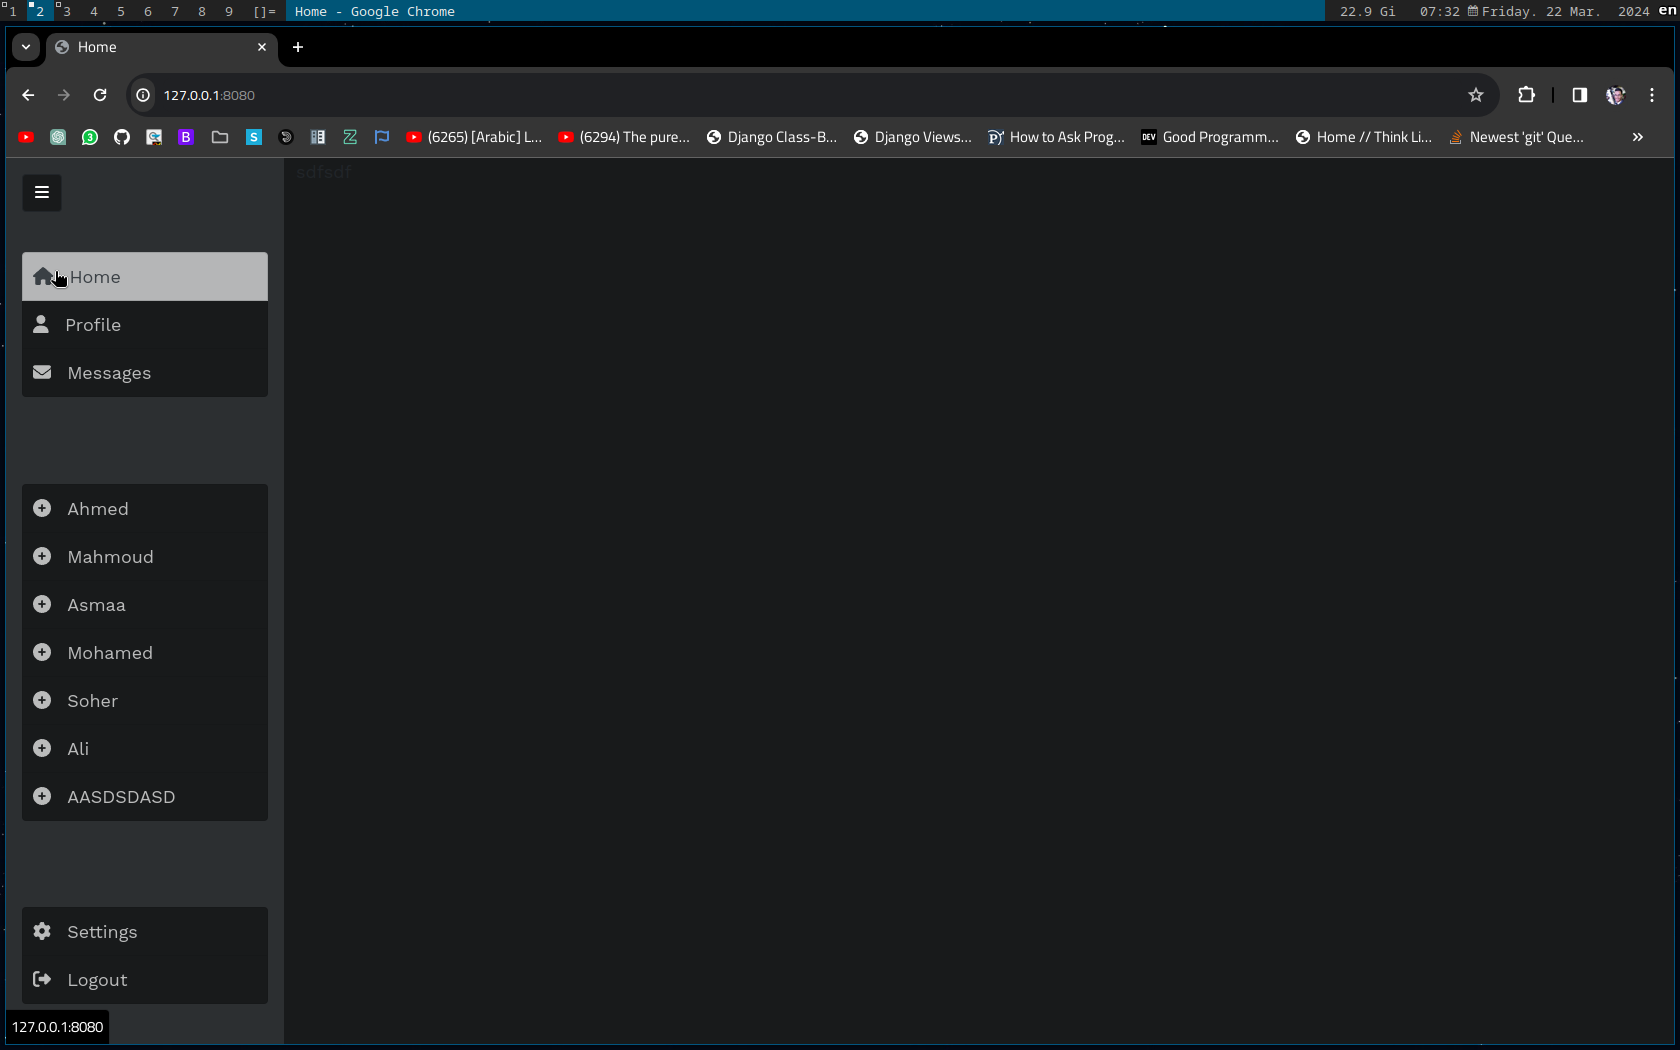 1 2 3 4 5 6 7 8 9 []= Home - Google Chrome 22.9 Gi 07:32 Friday. 22 Mar. 2024 en
Home
127.0.0.1:8080
3 B S (6265) [Arabic] L... (6294) The pure... Django Class-B... Django Views... How to Ask Prog... DEV Good Programm... Home // Think Li... Newest 'git' Que... »
sdfsdf
Home
Profile
Messages
Ahmed
Mahmoud
Asmaa
Mohamed
Soher
Ali
AASDSDASD
Settings
Logout
127.0.0.1:8080